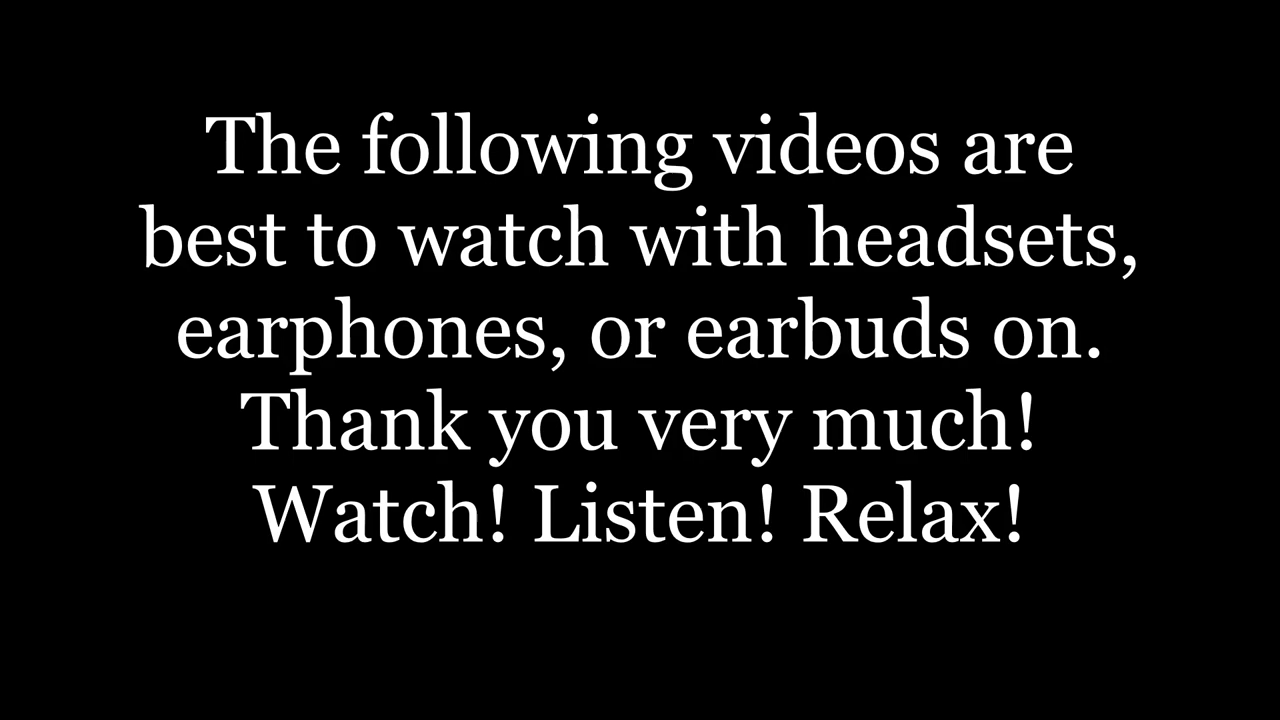 The following videos are
best to watch with headsets,
earphones, or earbuds on.
Thank you very much!
Watch! Listen! Relax!